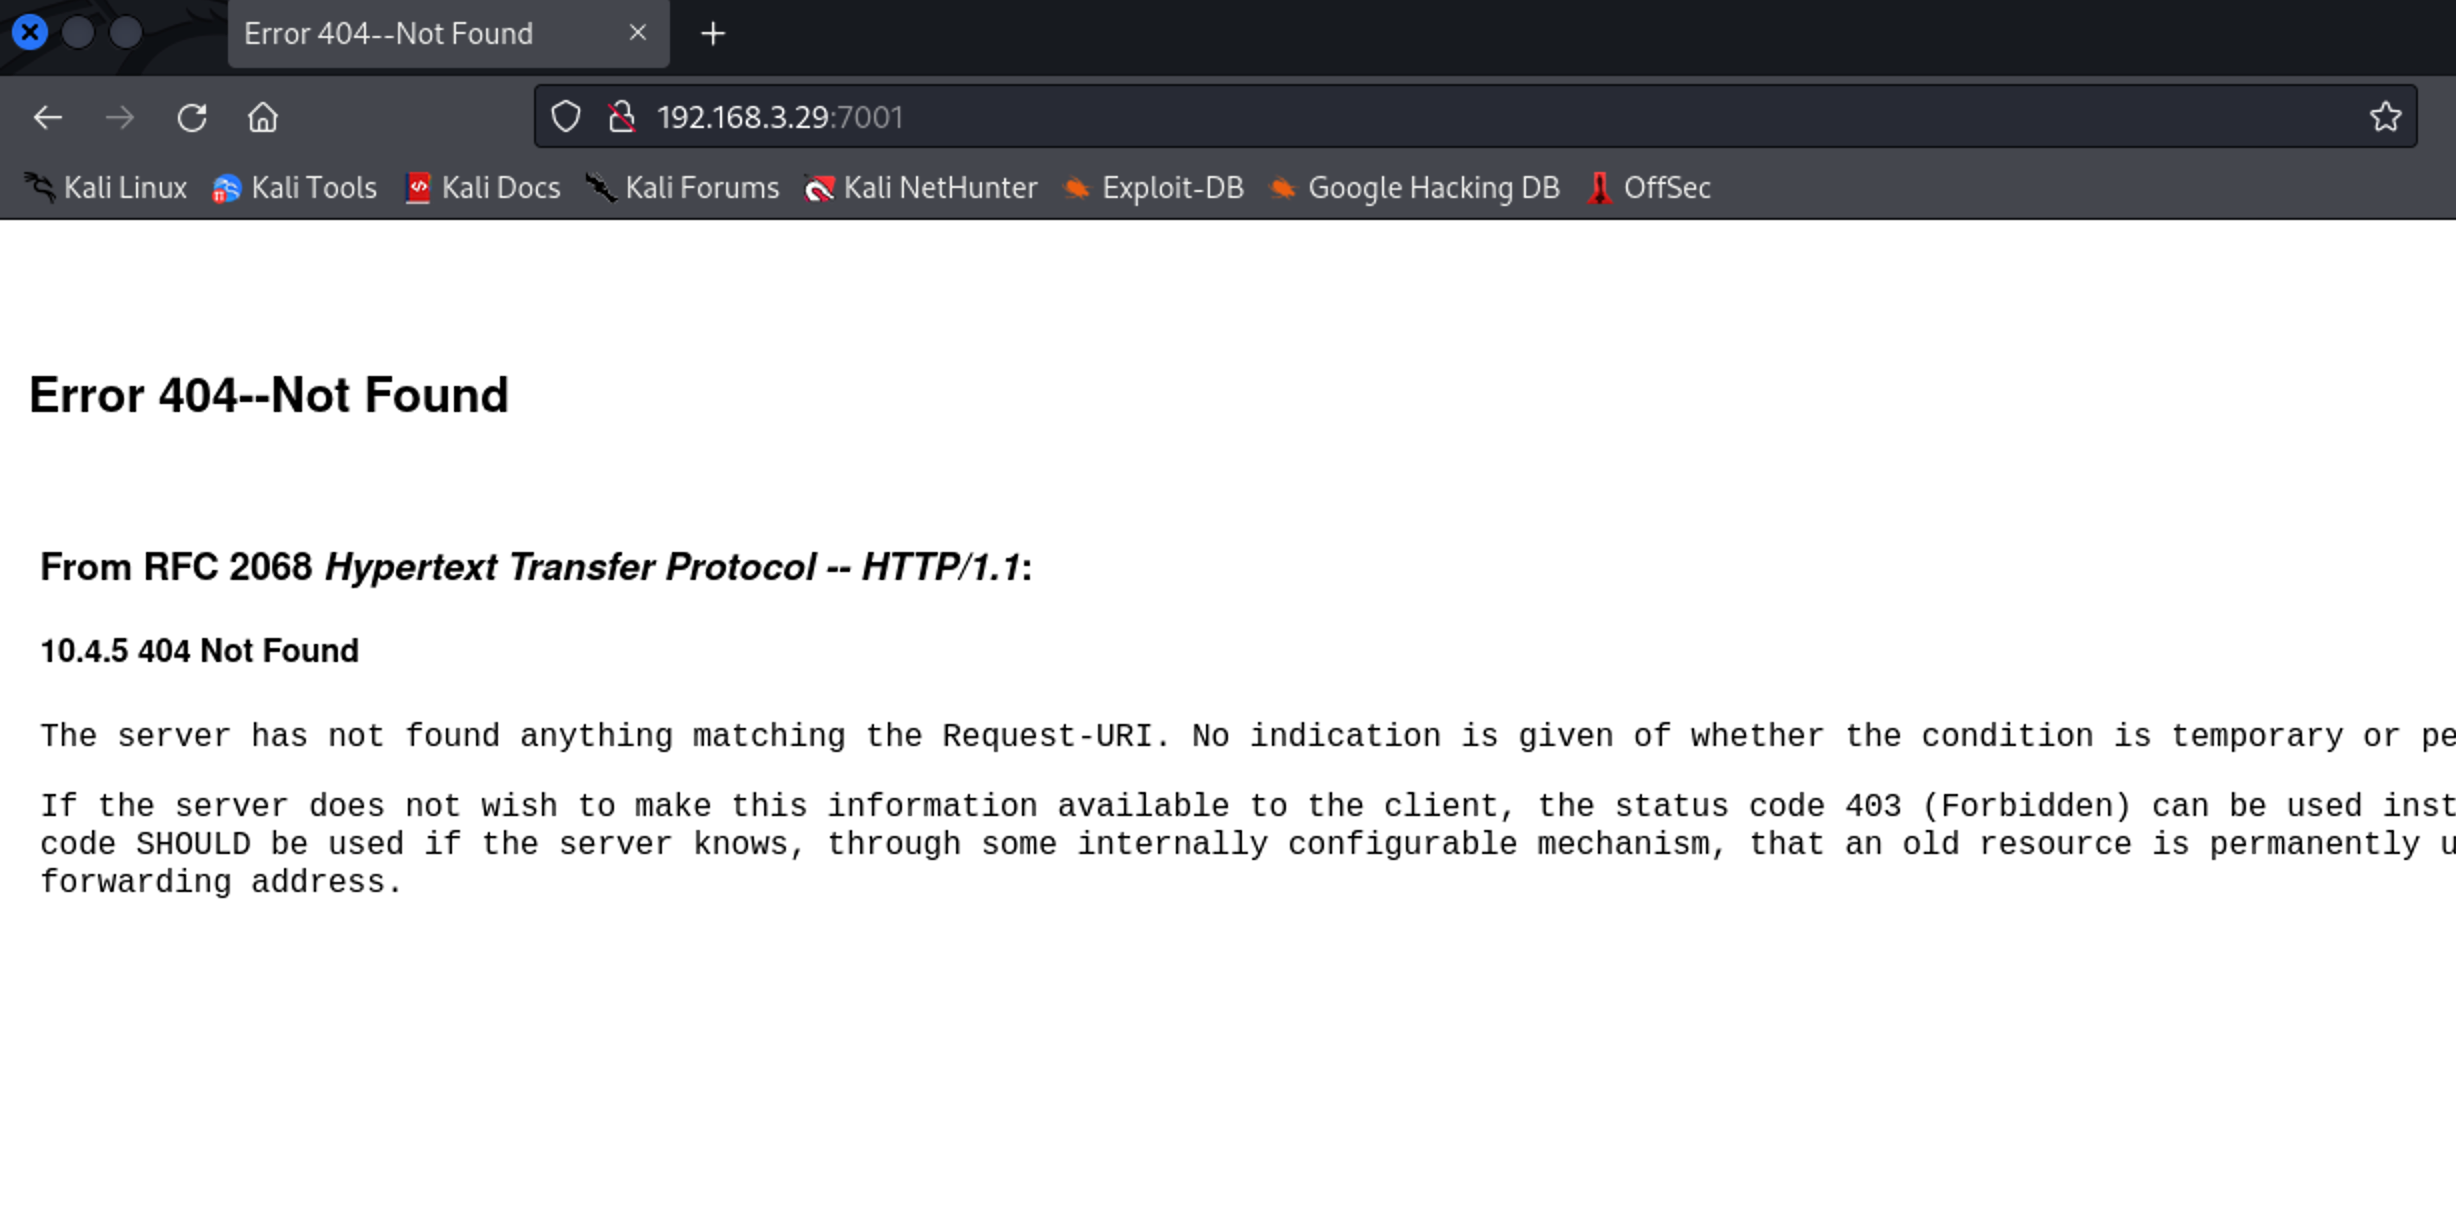 Error 404--Not Found
192.168.3.29:7001
Kali Linux Kali Tools Kali Docs Kali Forums Kali NetHunter Exploit-DB Google Hacking DB OffSec
Error 404--Not Found
From RFC 2068 Hypertext Transfer Protocol -- HTTP/1.1:
10.4.5 404 Not Found
The server has not found anything matching the Request-URI. No indication is given of whether the condition is temporary or pe
If the server does not wish to make this information available to the client, the status code 403 (Forbidden) can be used inst
code SHOULD be used if the server knows, through some internally configurable mechanism, that an old resource is permanently u
forwarding address.